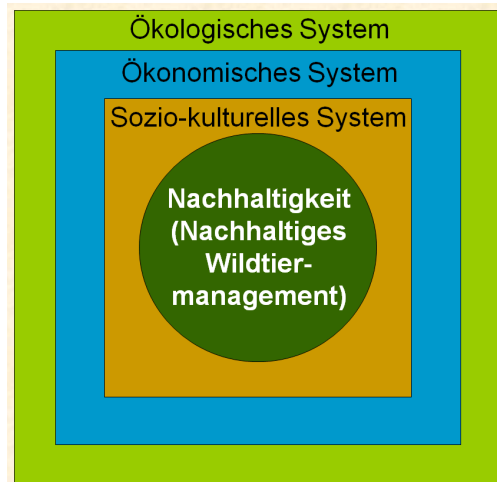 Ökologisches System
Ökonomisches System
Sozio-kulturelles System
Nachhaltigkeit
(Nachhaltiges
Wildtier-
management)